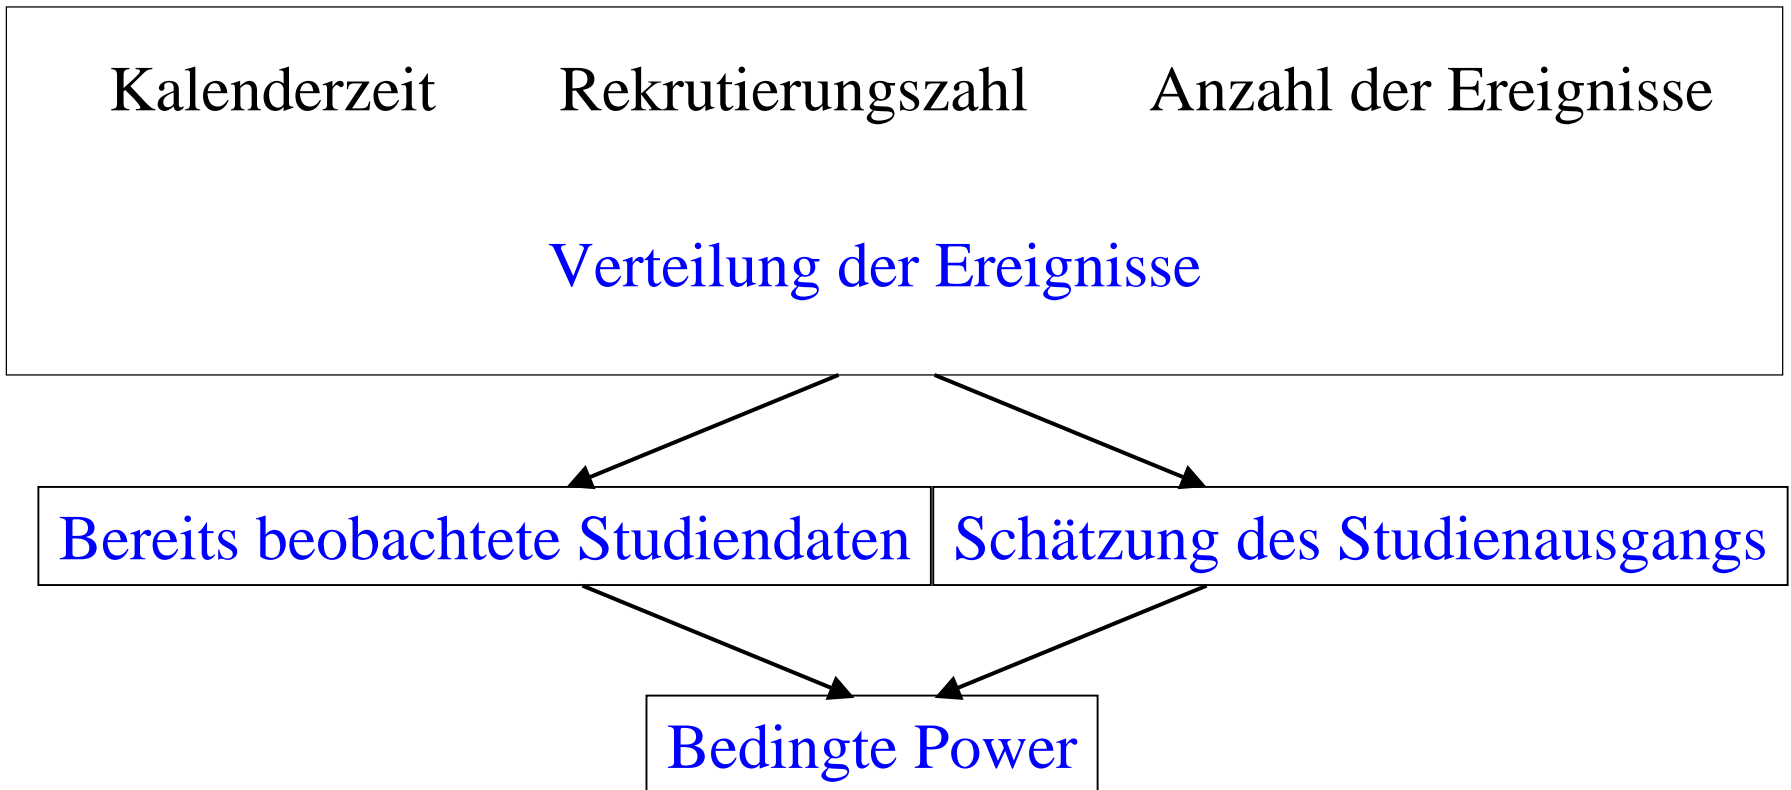 Kalenderzeit Rekrutierungszahl Anzahl der Ereignisse
Verteilung der Ereignisse
Bereits beobachtete Studiendaten Schätzung des Studienausgangs
Bedingte Power